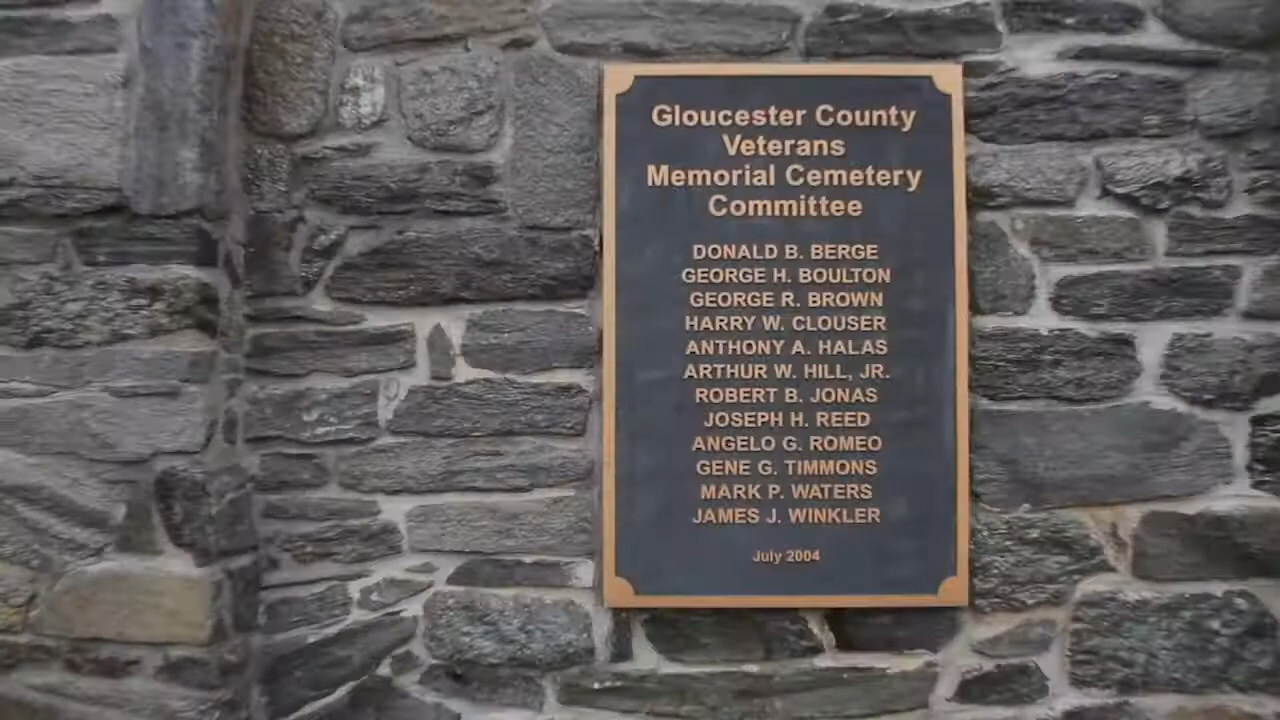 Gloucester County
Veterans
Memorial Cemetery
Committee
DONALD B. BERGE
GEORGE H. BOULTON
GEORGE R. BROWN
HARRY W. CLOUSER
ANTHONY A. HALAS
ARTHUR W. HILL, JR.
ROBERT B. JONAS
JOSEPH H. REED
ANGELO G. ROMEO
GENE G. TIMMONS
MARK P. WATERS
JAMES J. WINKLER
July 2004